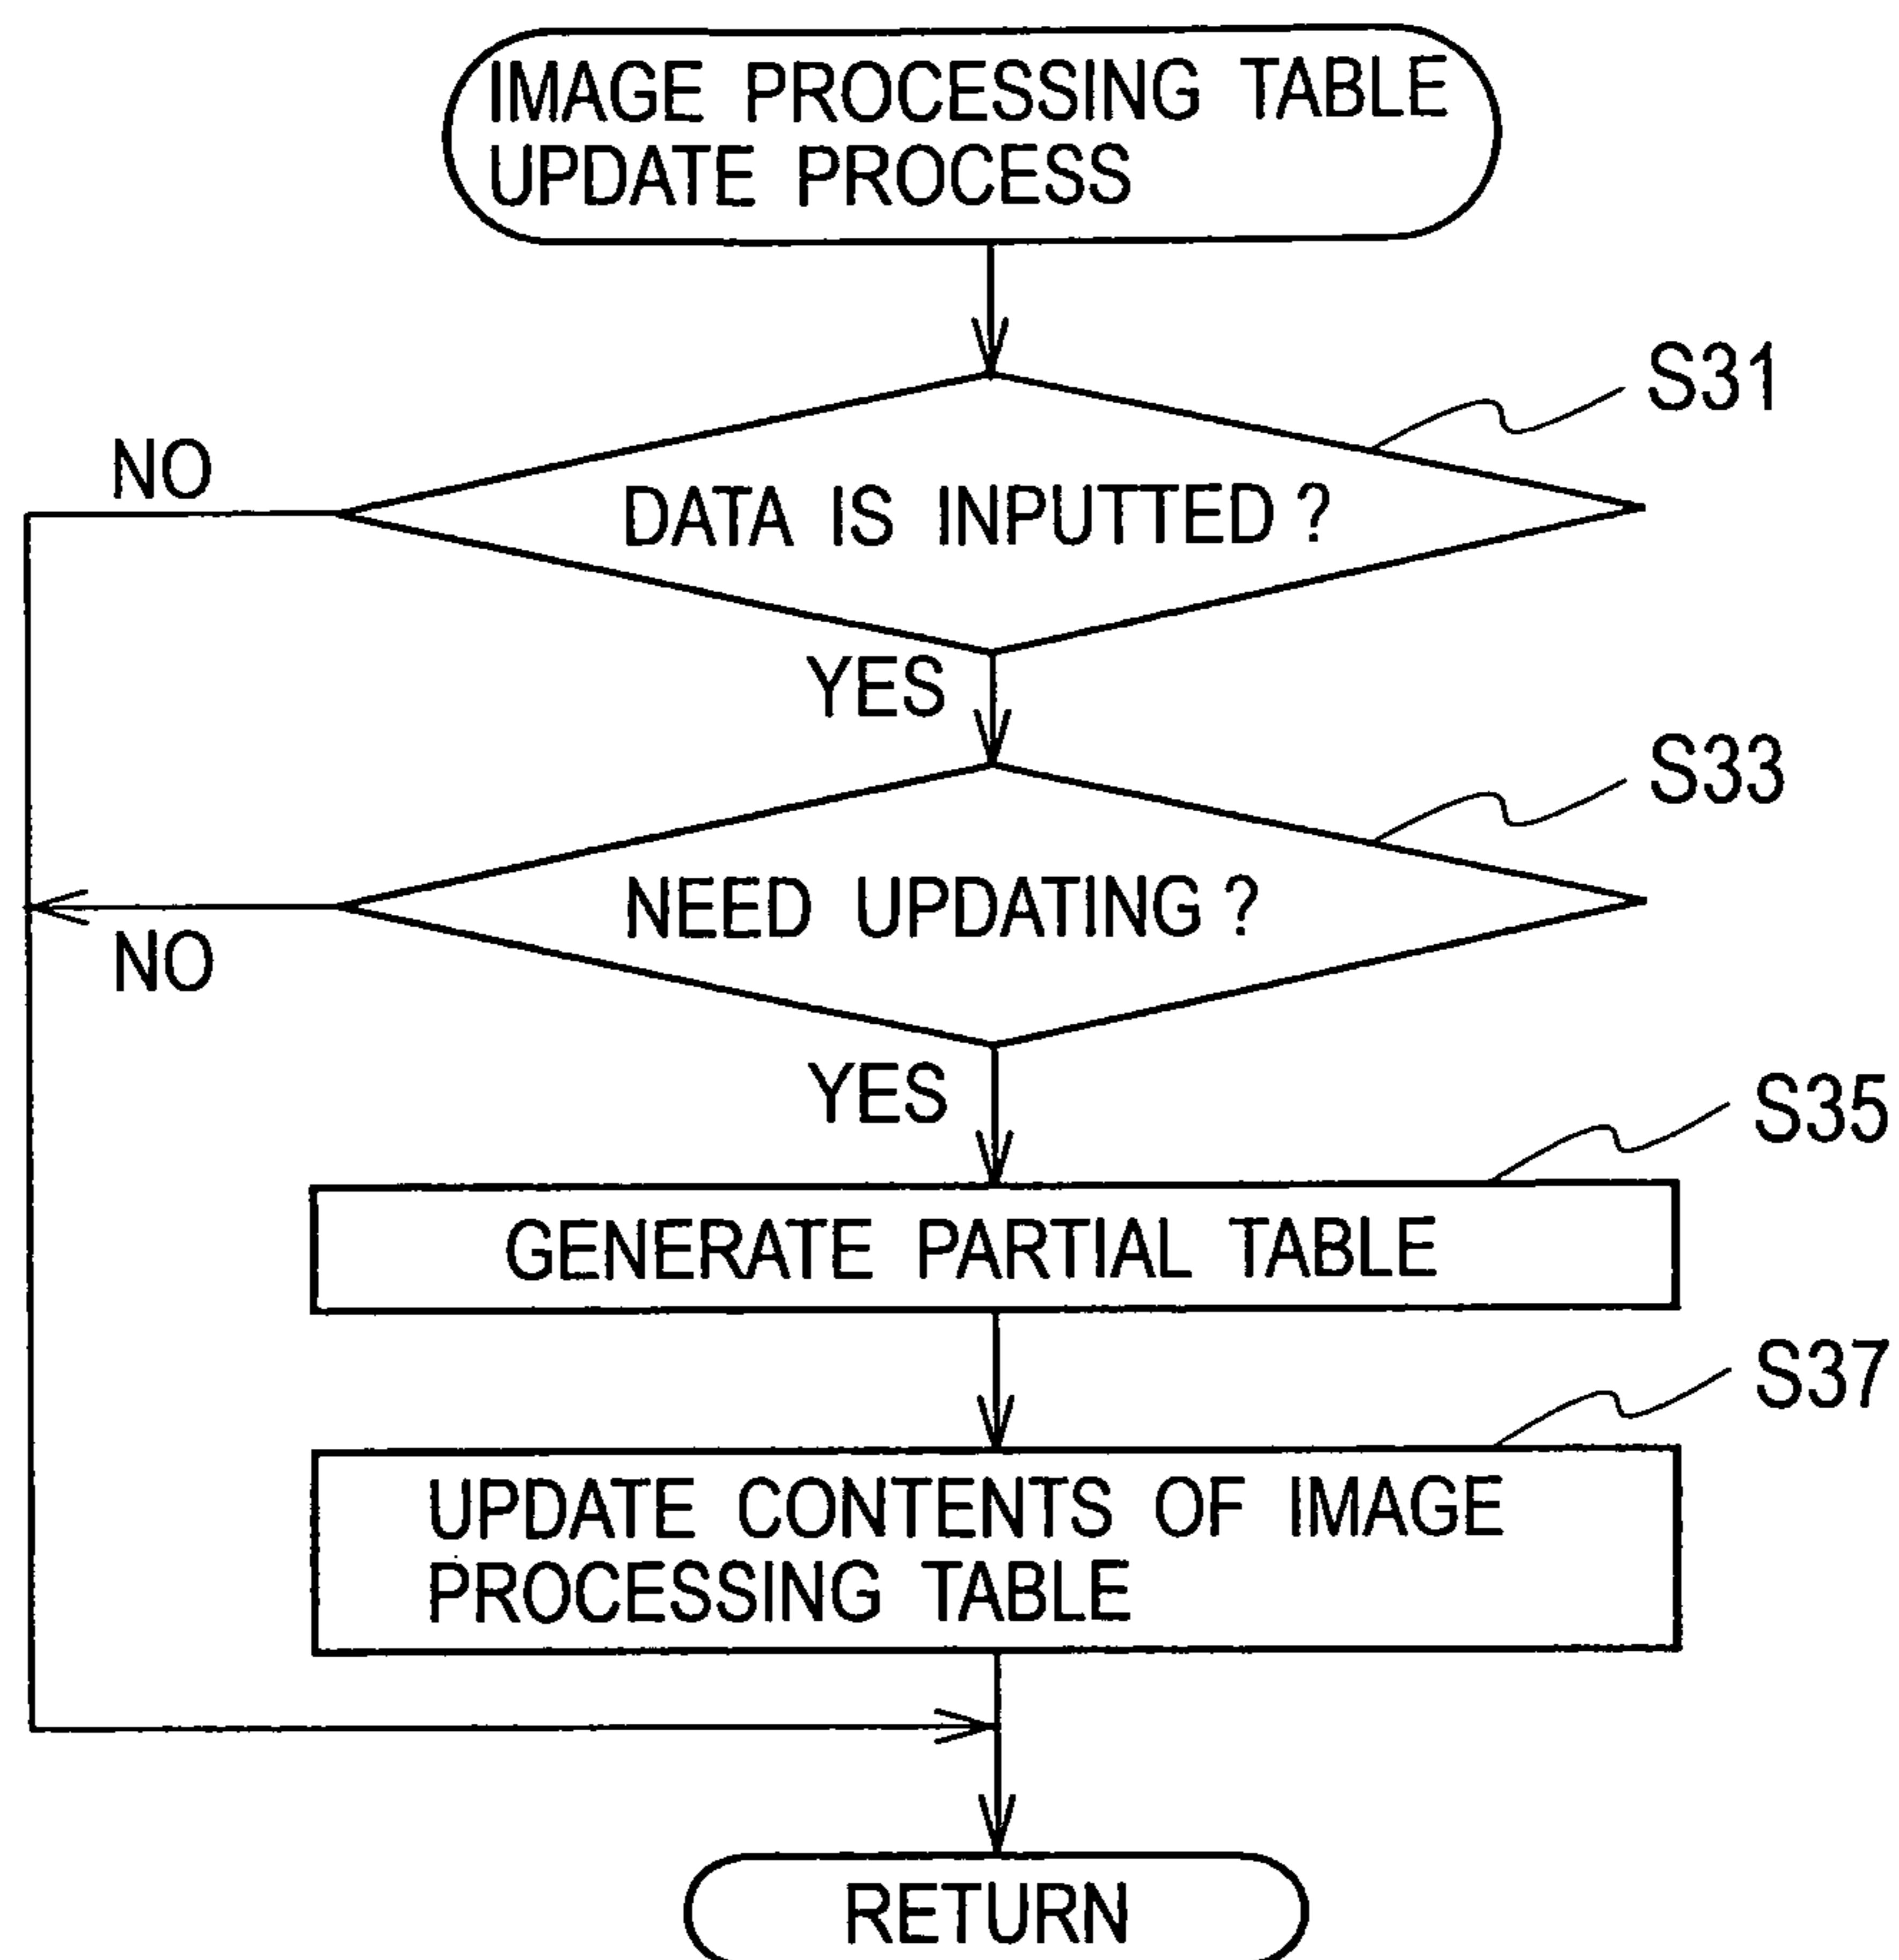 IMAGE PROCESSING TABLE
UPDATE PROCESS
S31
NO
DATA IS INPUTTED ?
YES
S33
NEED UPDATING ?
NO
YES
S35
GENERATE PARTIAL TABLE
S37
UPDATE CONTENTS OF IMAGE
PROCESSING TABLE
RETURN